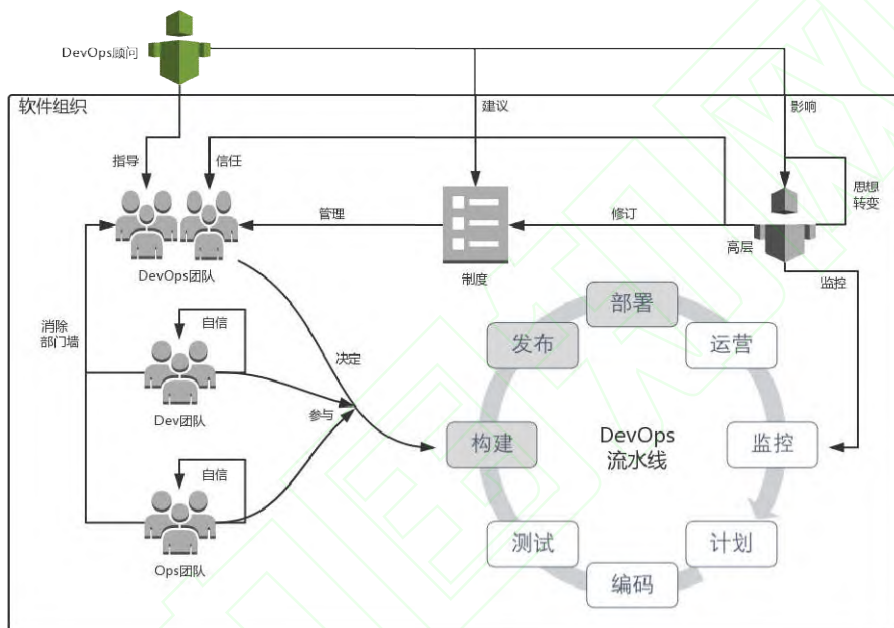 DevOps顾问
软件组织
建议
影响
指导
信任
思想
转变
管理
修订
高层
制度
DevOps团队
监控
消除
部门墙
自信
决定
参与
Dev团队
自信
Ops团队
部署
发布
运营
构建
DevOps
流水线
监控
测试
计划
编码